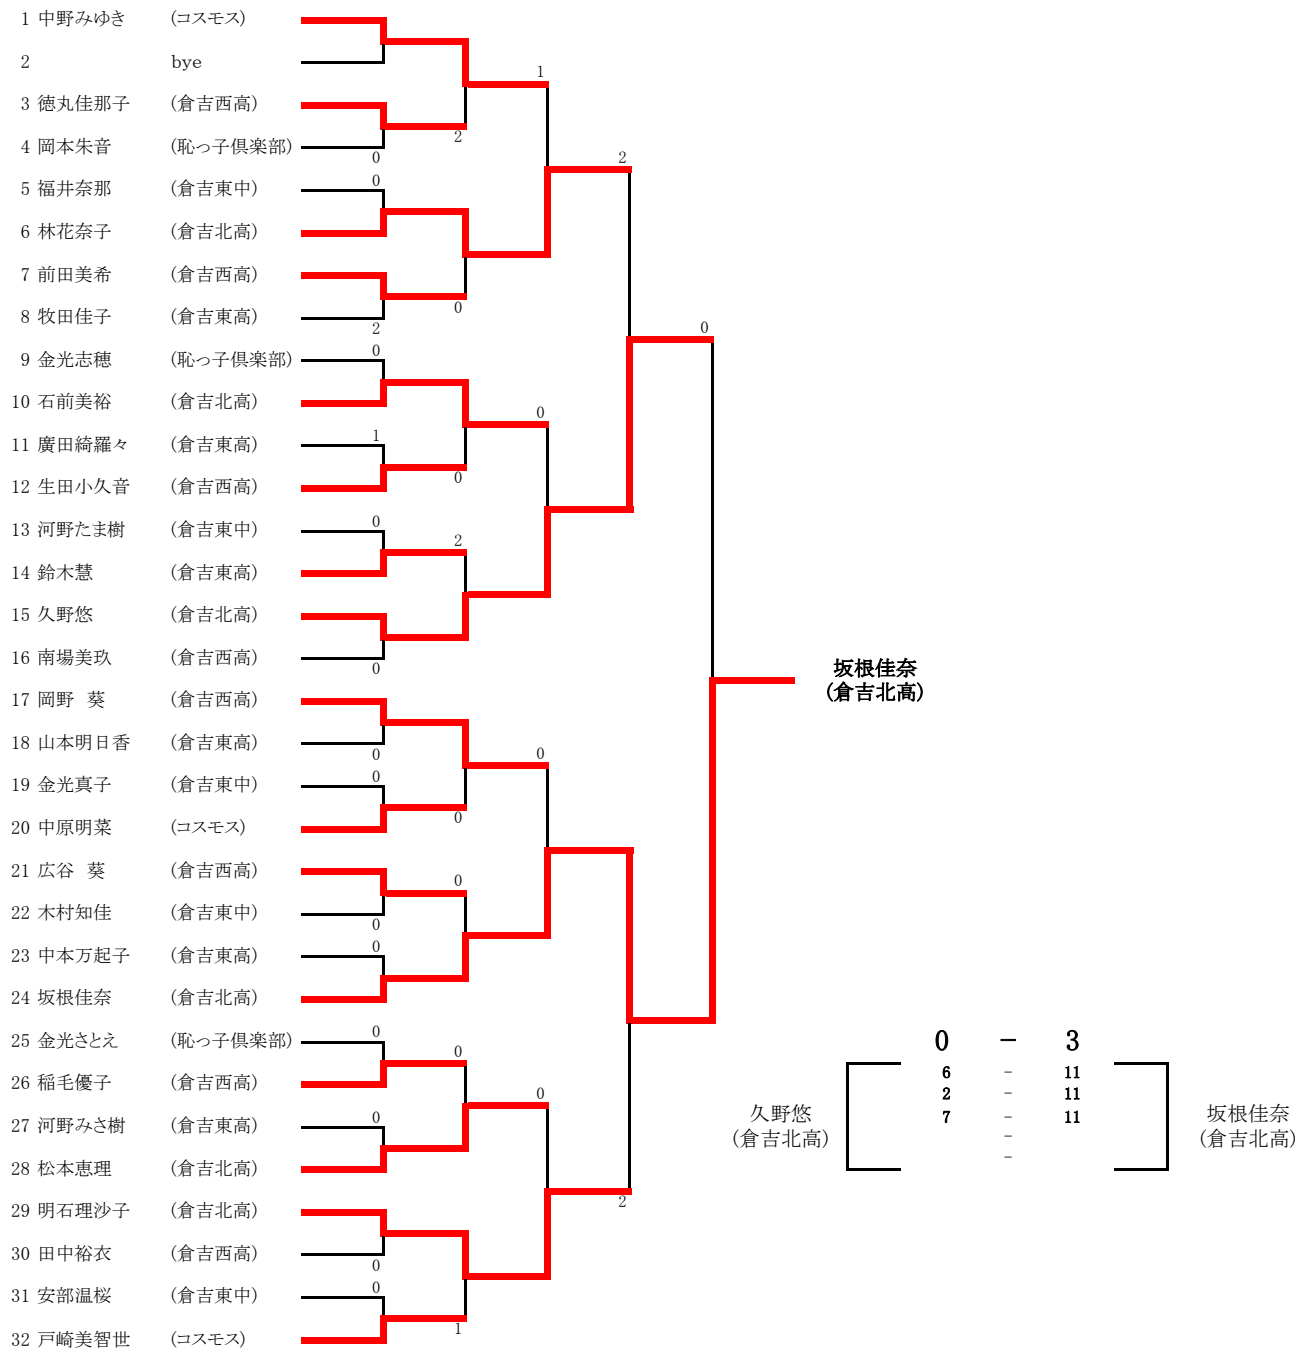 1 中野みゆき (コスモス)
2 bye
1
3 徳丸佳那子 (倉吉西高)
2
4 岡本朱音 (恥っ子倶楽部)
0
2
5 福井奈那 (倉吉東中)
0
6 林花奈子 (倉吉北高)
7 前田美希 (倉吉西高)
0
8 牧田佳子 (倉吉東高)
2
0
9 金光志穂 (恥っ子倶楽部)
0
10 石前美裕 (倉吉北高)
0
11 廣田綺羅々 (倉吉東高)
1
0
12 生田小久音 (倉吉西高)
13 河野たま樹 (倉吉東中)
0
2
14 鈴木慧 (倉吉東高)
15 久野悠 (倉吉北高)
16 南場美玖 (倉吉西高)
0
坂根佳奈
(倉吉北高)
17 岡野 葵 (倉吉西高)
18 山本明日香 (倉吉東高)
0
0
19 金光真子 (倉吉東中)
0
0
20 中原明菜 (コスモス)
21 広谷 葵 (倉吉西高)
0
22 木村知佳 (倉吉東中)
0
23 中本万起子 (倉吉東高)
0
24 坂根佳奈 (倉吉北高)
25 金光さとえ (恥っ子倶楽部)
0
0
26 稲毛優子 (倉吉西高)
0
27 河野みさ樹 (倉吉東高)
0
28 松本恵理 (倉吉北高)
29 明石理沙子 (倉吉北高)
2
30 田中裕衣 (倉吉西高)
0
31 安部温桜 (倉吉東中)
0
32 戸崎美智世 (コスモス)
1
0 － 3
6 - 11
2 - 11
7 - 11
-
-
久野悠
(倉吉北高)
坂根佳奈
(倉吉北高)